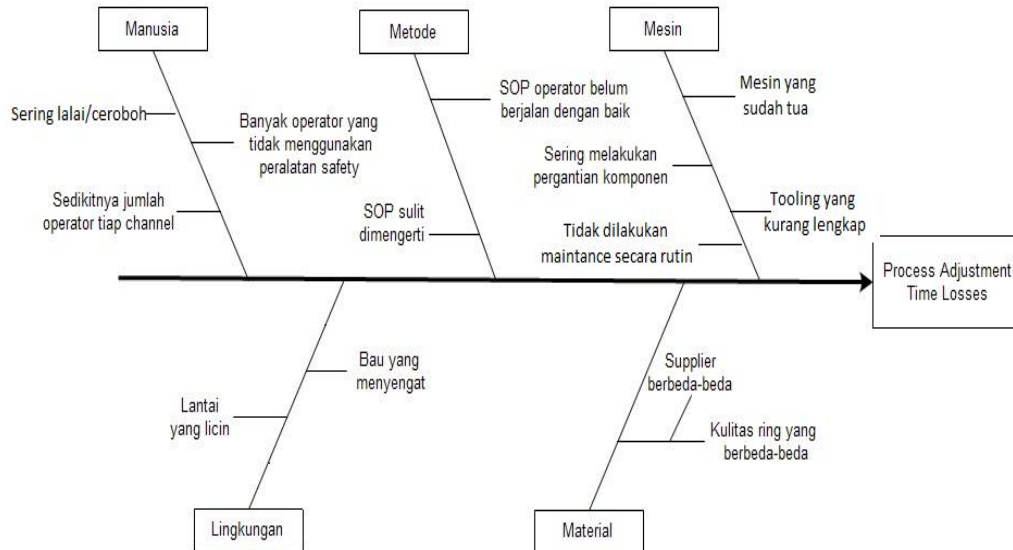 Manusia
Metode
Mesin
Sering lalai/ceroboh
Banyak operator yang
tidak menggunakan
peralatan safety
Sedikitnya jumlah
operator tiap channel
SOP operator belum
berjalan dengan baik
SOP sulit
dimengerti
Mesin yang
sudah tua
Sering melakukan
pergantian komponen
Tooling yang
kurang lengkap
Tidak dilakukan
maintance secara rutin
Process Adjustment
Time Losses
Bau yang
menyengat
Lantai
yang licin
Supplier
berbeda-beda
Kulitas ring yang
berbeda-beda
Lingkungan
Material